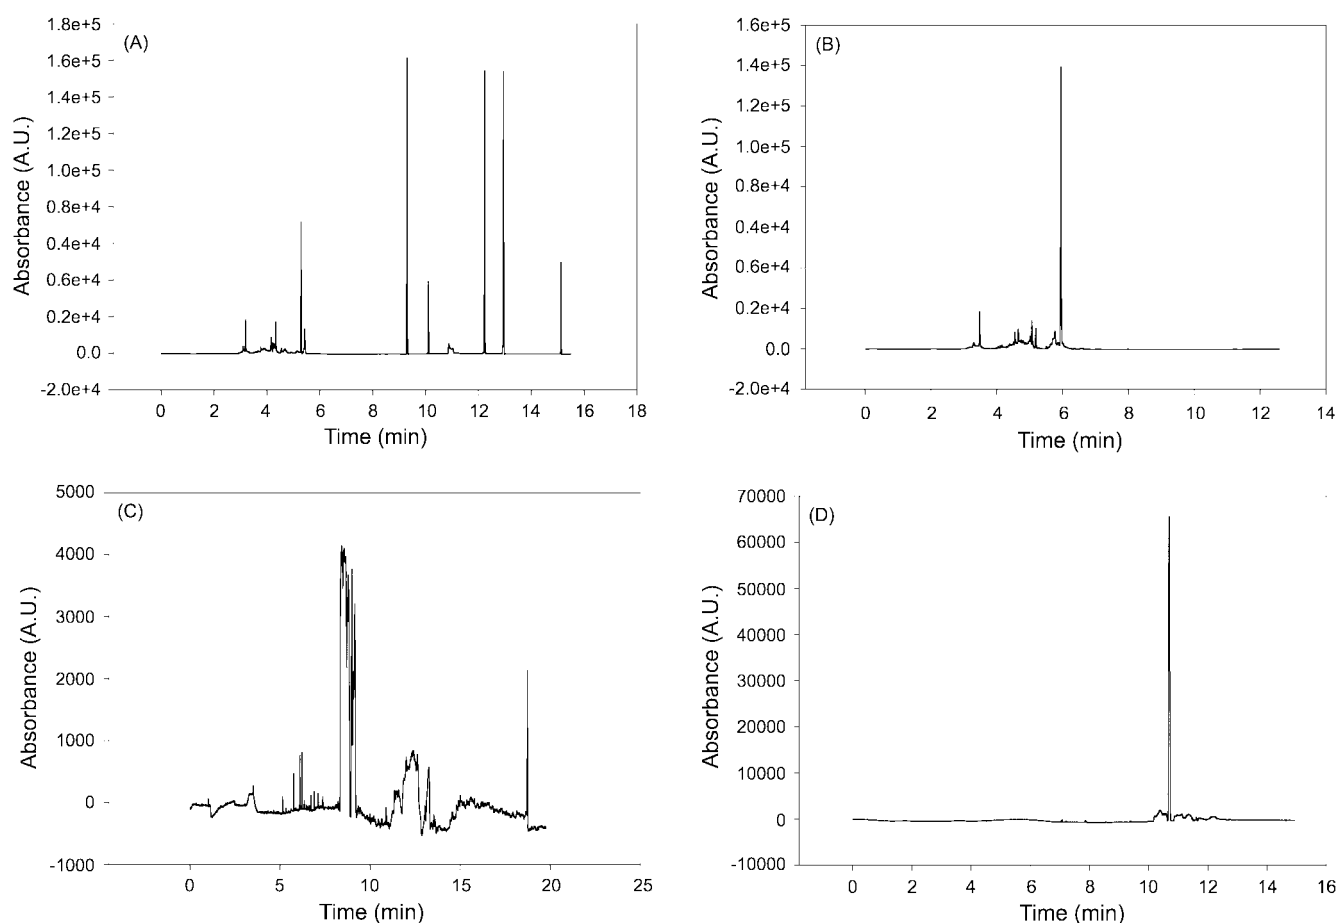 (A)
Absorbance (A.U.)
1.8e+5
1.6e+5
1.4e+5
1.2e+5
1.0e+5
0.8e+4
0.6e+4
0.4e+4
0.2e+4
0.0
-2.0e+4
0 2 4 6 8 10 12 14 16 18
Time (min)
(B)
Absorbance (A.U.)
1.6e+5
1.4e+5
1.2e+5
1.0e+5
0.8e+4
0.6e+4
0.4e+4
0.2e+4
0.0
-2.0e+4
0 2 4 6 8 10 12 14
Time (min)
(C)
Absorbance (A.U.)
5000
4000
3000
2000
1000
0
-1000
0 5 10 15 20 25
Time (min)
(D)
Absorbance (A.U.)
70000
60000
50000
40000
30000
20000
10000
0
-10000
0 2 4 6 8 10 12 14 16
Time (min)